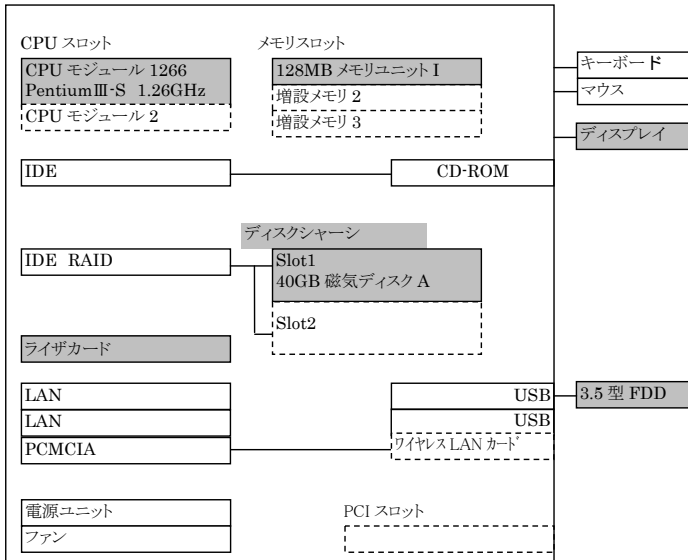 CPU スロット
メモリスロット
CPU モジュール 1266
PentiumⅢ-S 1.26GHz
CPU モジュール 2
128MB メモリユニット I
増設メモリ 2
増設メモリ 3
キーボード
マウス
ディスプレイ
IDE
CD-ROM
ディスクシャーシ
IDE RAID
Slot1
40GB 磁気ディスク A
Slot2
ライザカード
LAN
USB
3.5 型 FDD
LAN
USB
PCMCIA
ワイヤレス LAN カード
電源ユニット
PCI スロット
ファン